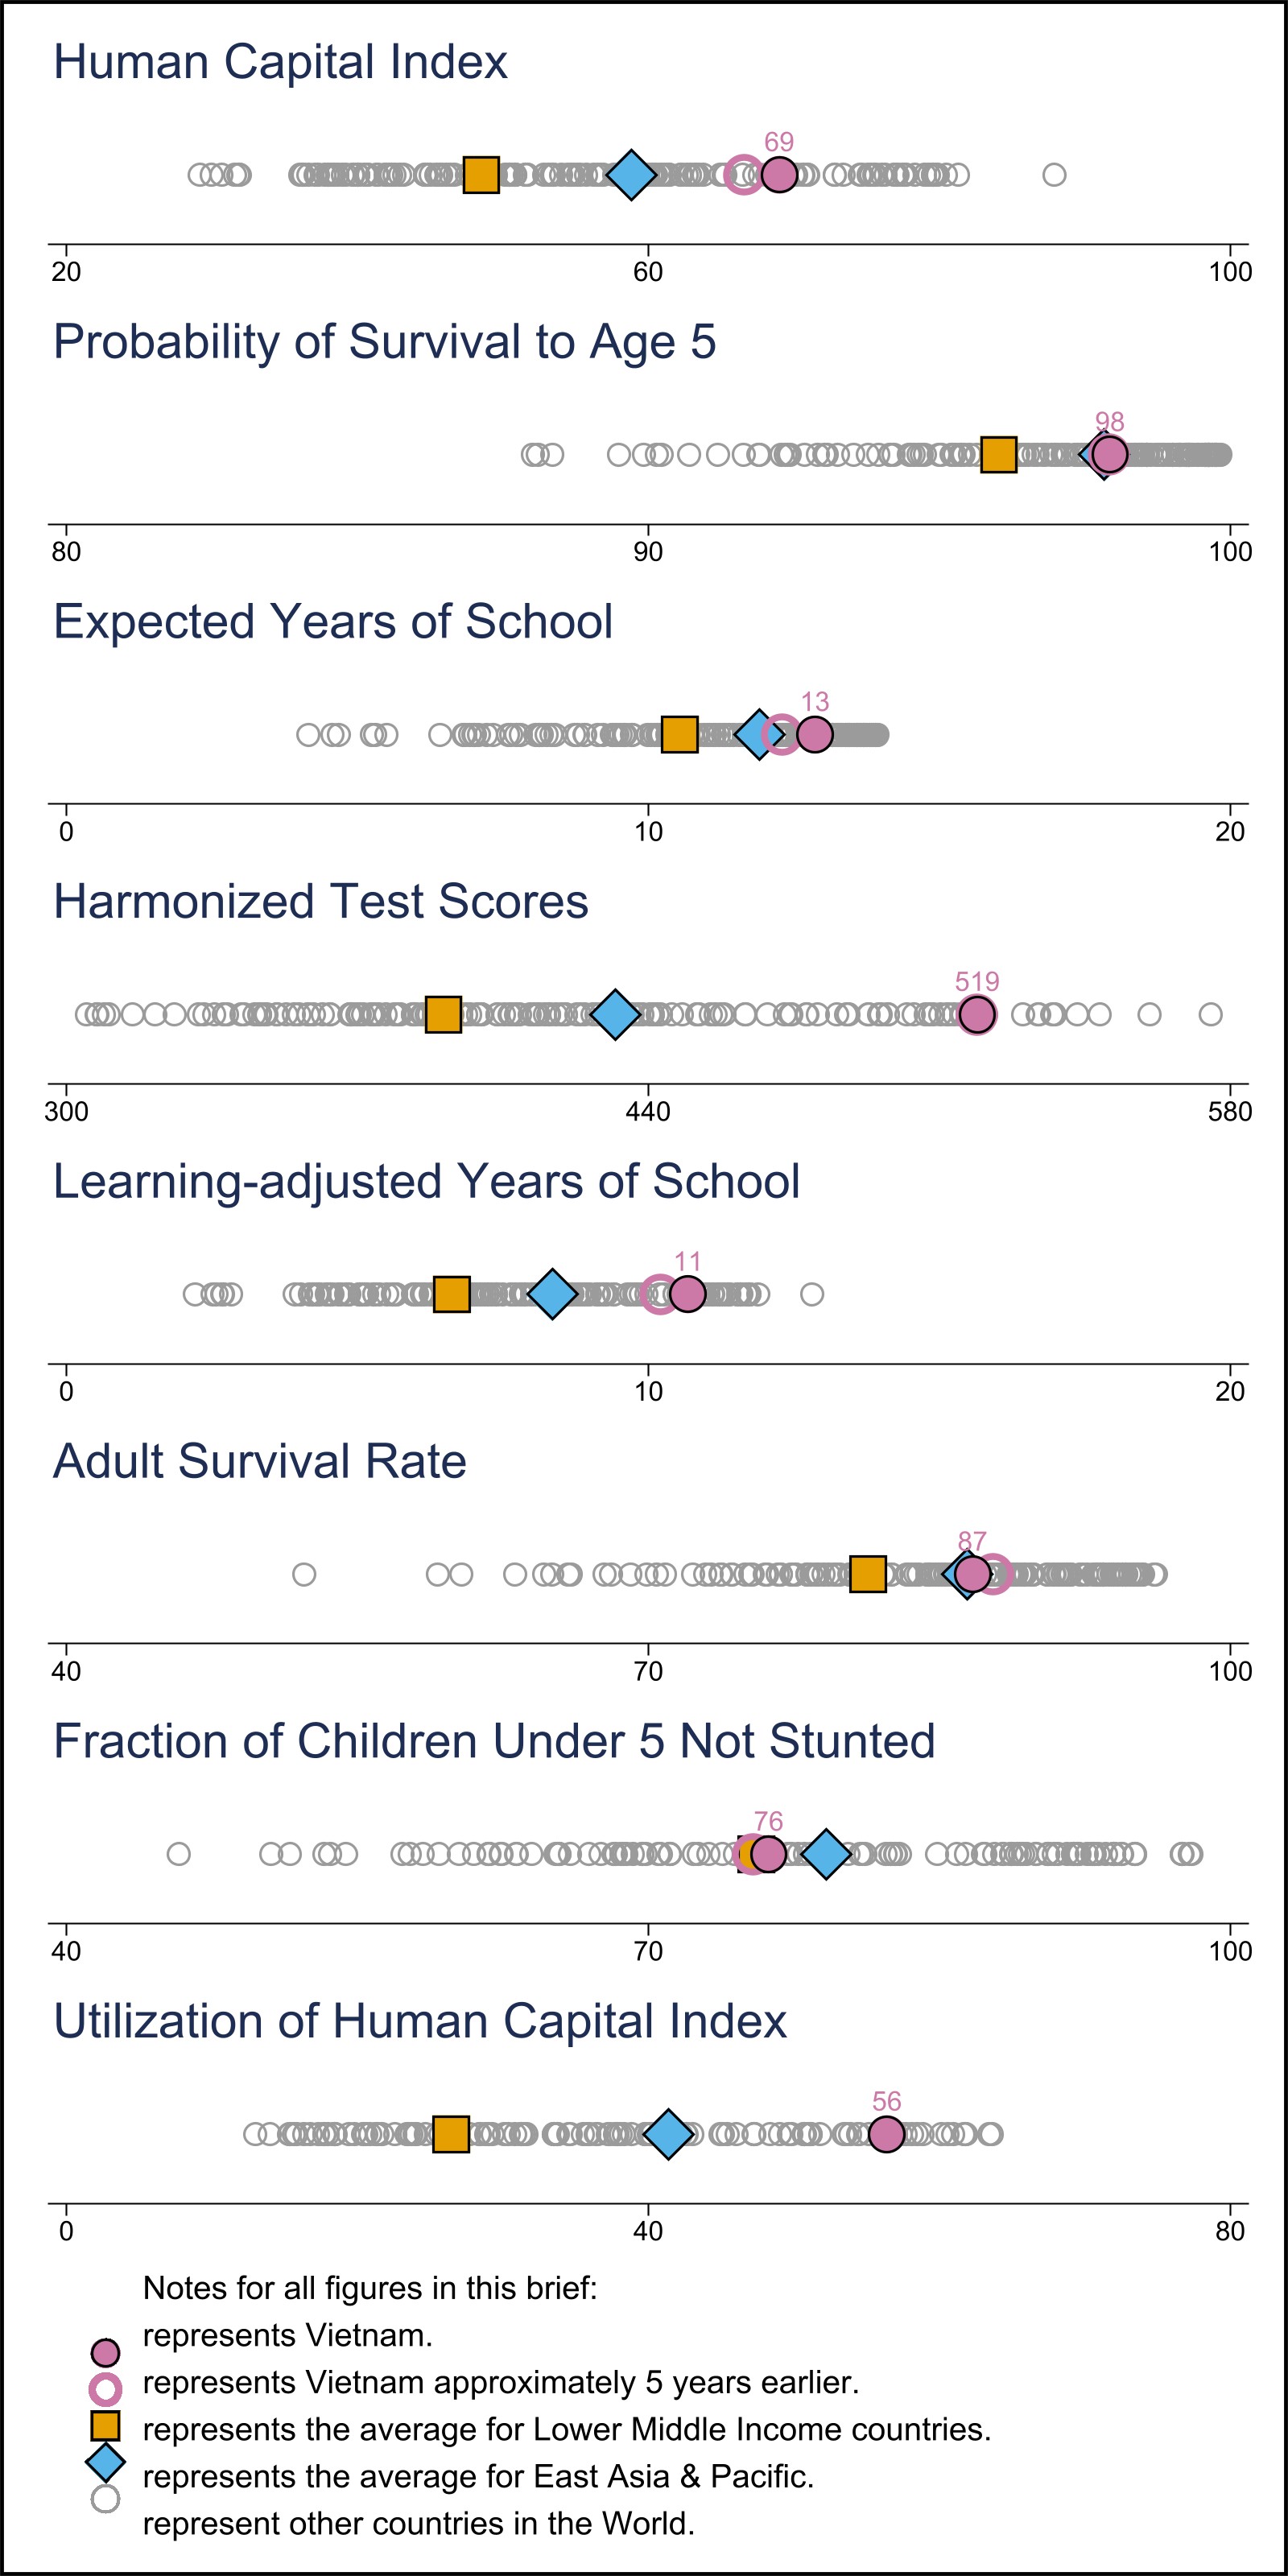 Human Capital Index
69
20 60 100
Probability of Survival to Age 5
98
80 90 100
Expected Years of School
13
0 10 20
Harmonized Test Scores
519
300 440 580
Learning-adjusted Years of School
11
0 10 20
Adult Survival Rate
87
40 70 100
Fraction of Children Under 5 Not Stunted
76
40 70 100
Utilization of Human Capital Index
56
0 40 80
Notes for all figures in this brief:
represents Vietnam.
represents Vietnam approximately 5 years earlier.
represents the average for Lower Middle Income countries.
represents the average for East Asia & Pacific.
represent other countries in the World.